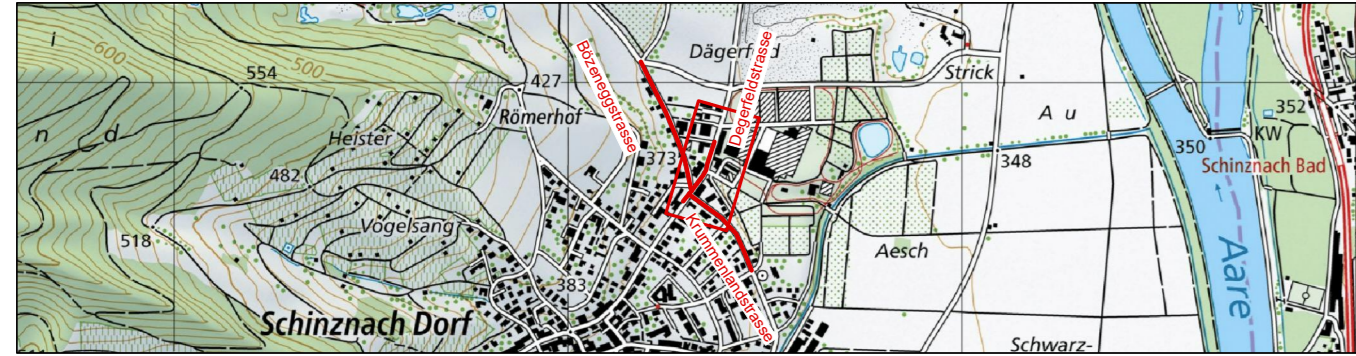 i
600
500
554
427
n
d
Heister
Römerhof
482
Vogelsang
518
383
Schinznach Dorf
Bözeneggstrasse
373
Dägerfeld
Degerfeldstrasse
Krummenlandstrasse
Strick
A u
348
Aesch
Schwarz-
350
KW
352
Schinznach Bad
Aare